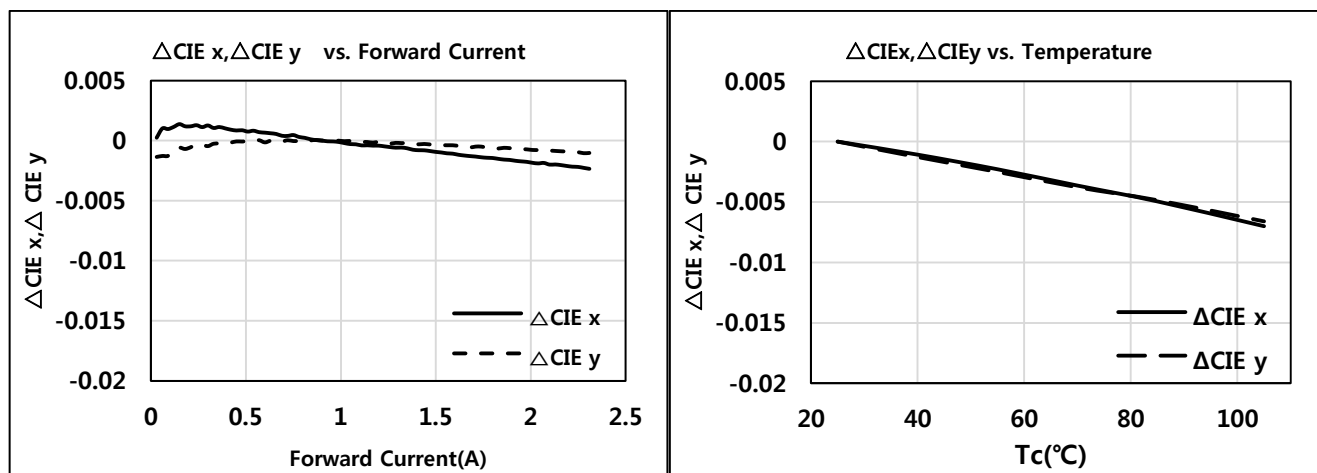 △CIE x,△CIE y vs. Forward Current
0.005
0
-0.005
-0.01
-0.015
-0.02
△CIE x,△ CIE y
△CIE x
△CIE y
0 0.5 1 1.5 2 2.5
Forward Current(A)
△CIEx,△CIEy vs. Temperature
0.005
0
-0.005
-0.01
-0.015
-0.02
△CIE x,△ CIE y
ΔCIE x
ΔCIE y
20 40 60 80 100
Tc(℃)